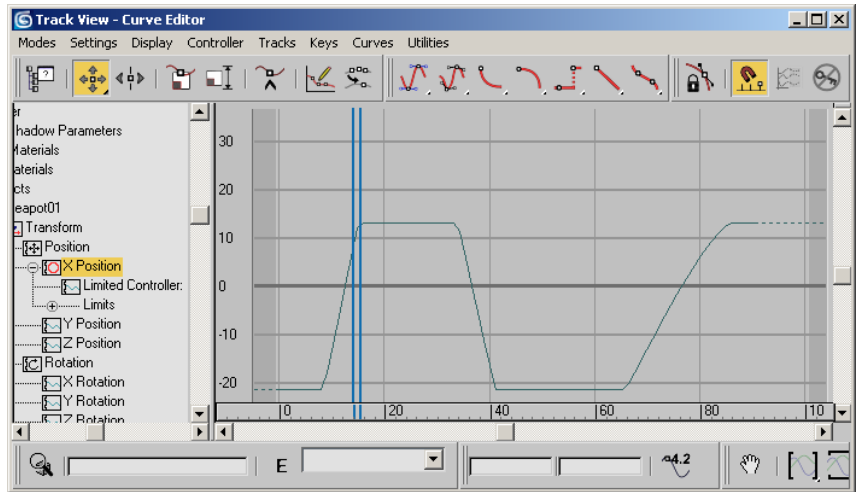 Track View - Curve Editor
Modes Settings Display Controller Tracks Keys Curves Utilities
hadow Parameters
Materials
aterials
cts
eapot01
Transform
Position
X Position
Limited Controller:
Limits
Y Position
Z Position
Rotation
X Rotation
Y Rotation
Z Rotation
30
20
10
0
-10
-20
0 20 40 60 80 10
E
4.2